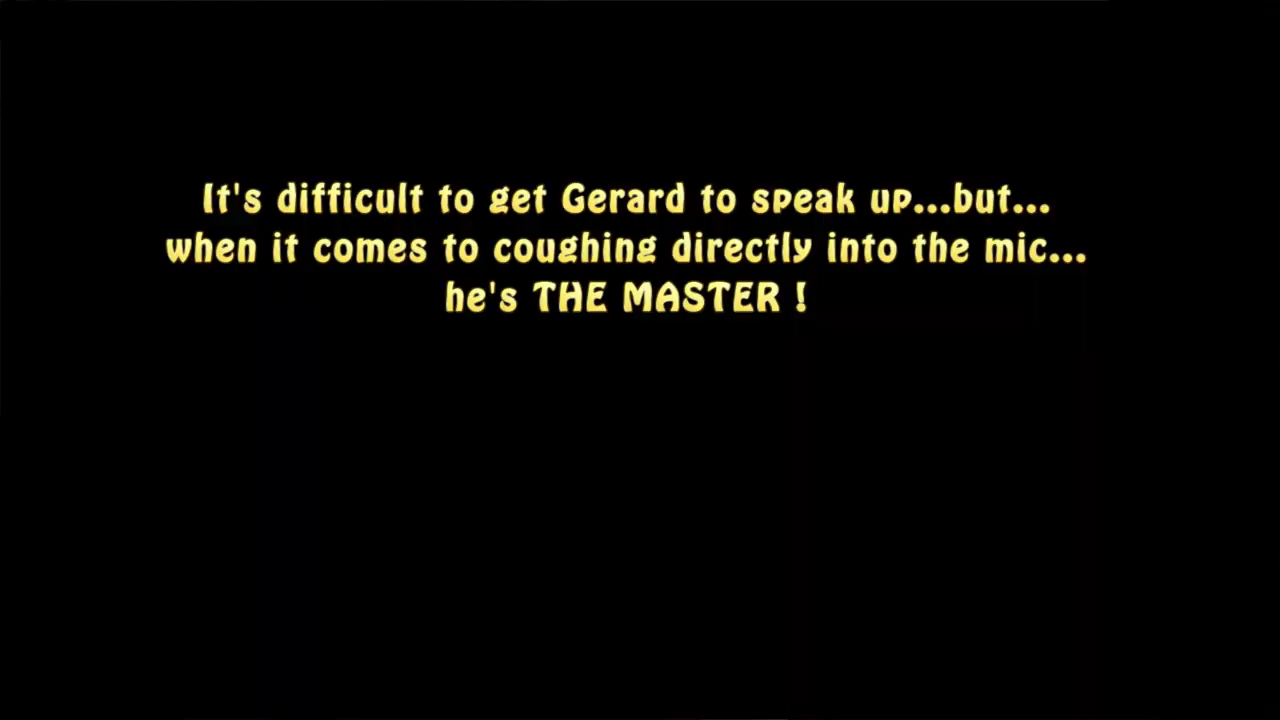 It's difficult to get Gerard to speak up...but...
when it comes to coughing directly into the mic...
he's THE MASTER !